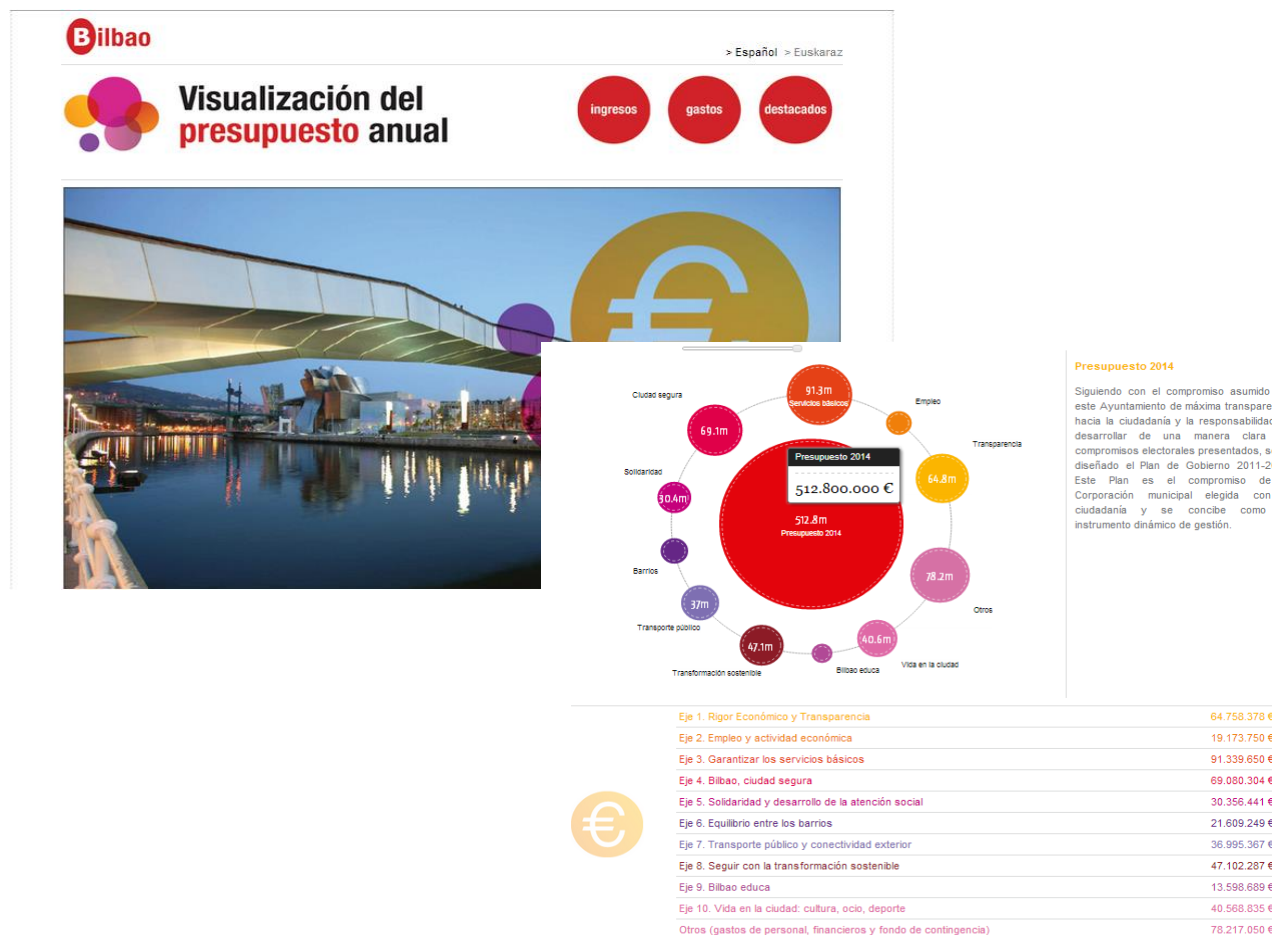 Bilbao
> Español > Euskaraz
Visualización del
presupuesto anual
ingresos
gastos
destacados
€
91.3m
Servicios básicos
Empleo
Transparencia
64.8m
78.2m
Otros
40.6m
Vida en la ciudad
Bilbao educa
47.1m
Transformación sostenible
37m
Transporte público
Barrios
30.4m
Solidaridad
69.1m
Ciudad segura
Presupuesto 2014
512.800.000 €
512.8m
Presupuesto 2014
Presupuesto 2014
Siguiendo con el compromiso asumido
este Ayuntamiento de máxima transpare
hacia la ciudadanía y la responsabilidad
desarrollar de una manera clara
compromisos electorales presentados, se
diseñado el Plan de Gobierno 2011-20
Este Plan es el compromiso de
Corporación municipal elegida con
ciudadanía y se concibe como
instrumento dinámico de gestión.
€
Eje 1. Rigor Económico y Transparencia 64.758.378 €
Eje 2. Empleo y actividad económica 19.173.750 €
Eje 3. Garantizar los servicios básicos 91.339.650 €
Eje 4. Bilbao, ciudad segura 69.080.304 €
Eje 5. Solidaridad y desarrollo de la atención social 30.356.441 €
Eje 6. Equilibrio entre los barrios 21.609.249 €
Eje 7. Transporte público y conectividad exterior 36.995.367 €
Eje 8. Seguir con la transformación sostenible 47.102.287 €
Eje 9. Bilbao educa 13.598.689 €
Eje 10. Vida en la ciudad: cultura, ocio, deporte 40.568.835 €
Otros (gastos de personal, financieros y fondo de contingencia) 78.217.050 €